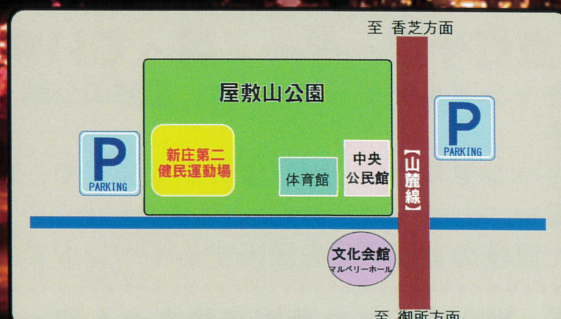 至 香芝方面
屋敷山公園
P
PARKING
新庄第二
健民運動場
体育館
中央
公民館
【山麓線】
P
PARKING
文化会館
マルベリーホール
至 御所方面